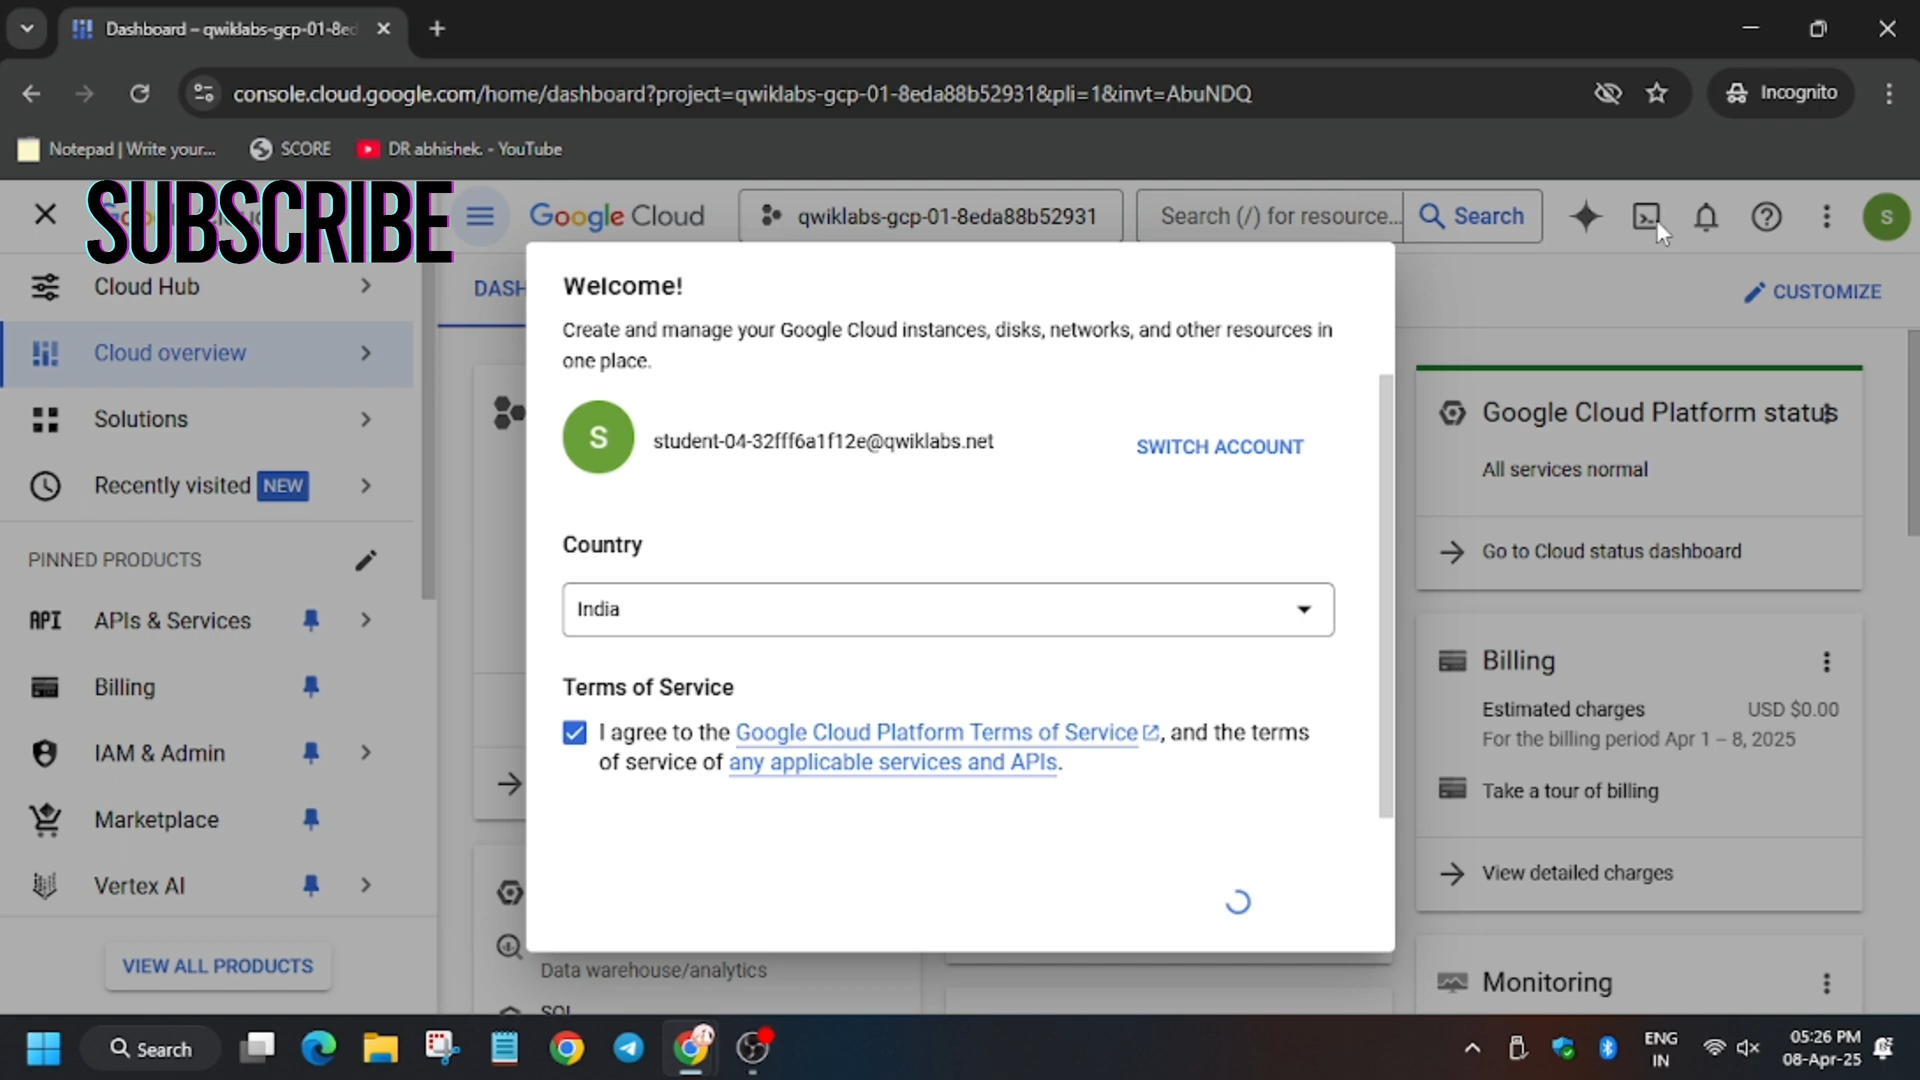 Dashboard – qwiklabs-gcp-01-8ed
console.cloud.google.com/home/dashboard?project=qwiklabs-gcp-01-8eda88b52931&pli=1&invt=AbuNDQ
Incognito
Notepad | Write your...
SCORE
DR abhishek. - YouTube
SUBSCRIBE
Google Cloud
qwiklabs-gcp-01-8eda88b52931
Search (/) for resource...
Search
S
Cloud Hub
Cloud overview
Solutions
Recently visited NEW
PINNED PRODUCTS
API APIs & Services
Billing
IAM & Admin
Marketplace
Vertex AI
VIEW ALL PRODUCTS
DASH
CUSTOMIZE
Welcome!
Create and manage your Google Cloud instances, disks, networks, and other resources in
one place.
S
student-04-32fff6a1f12e@qwiklabs.net
SWITCH ACCOUNT
Country
India
Terms of Service
I agree to the Google Cloud Platform Terms of Service, and the terms
of service of any applicable services and APIs.
Data warehouse/analytics
SQL
Google Cloud Platform status
All services normal
Go to Cloud status dashboard
Billing
Estimated charges USD $0.00
For the billing period Apr 1 – 8, 2025
Take a tour of billing
View detailed charges
Monitoring
Search
ENG
IN
05:26 PM
08-Apr-25